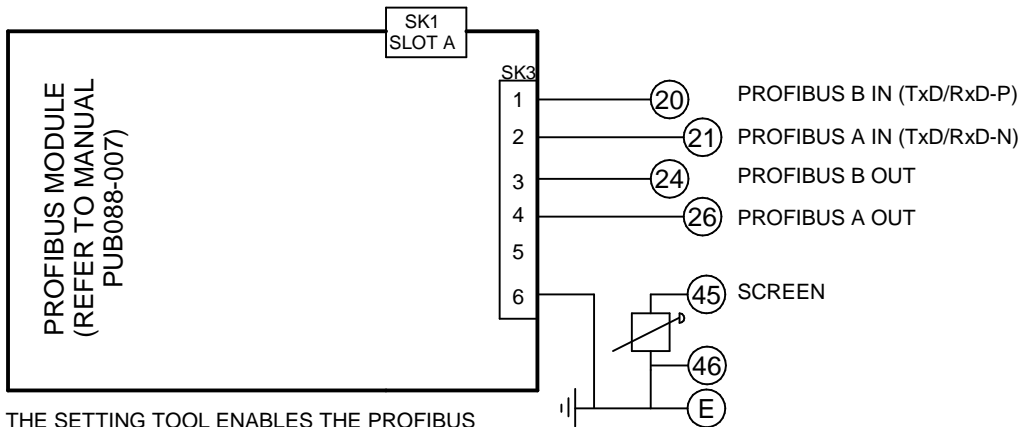 SK1
SLOT A
PROFIBUS MODULE
(REFER TO MANUAL
PUB088-007)
SK3
1
20
PROFIBUS B IN (TxD/RxD-P)
2
21
PROFIBUS A IN (TxD/RxD-N)
3
24
PROFIBUS B OUT
4
26
PROFIBUS A OUT
5
6
45
SCREEN
46
E
THE SETTING TOOL ENABLES THE PROFIBUS